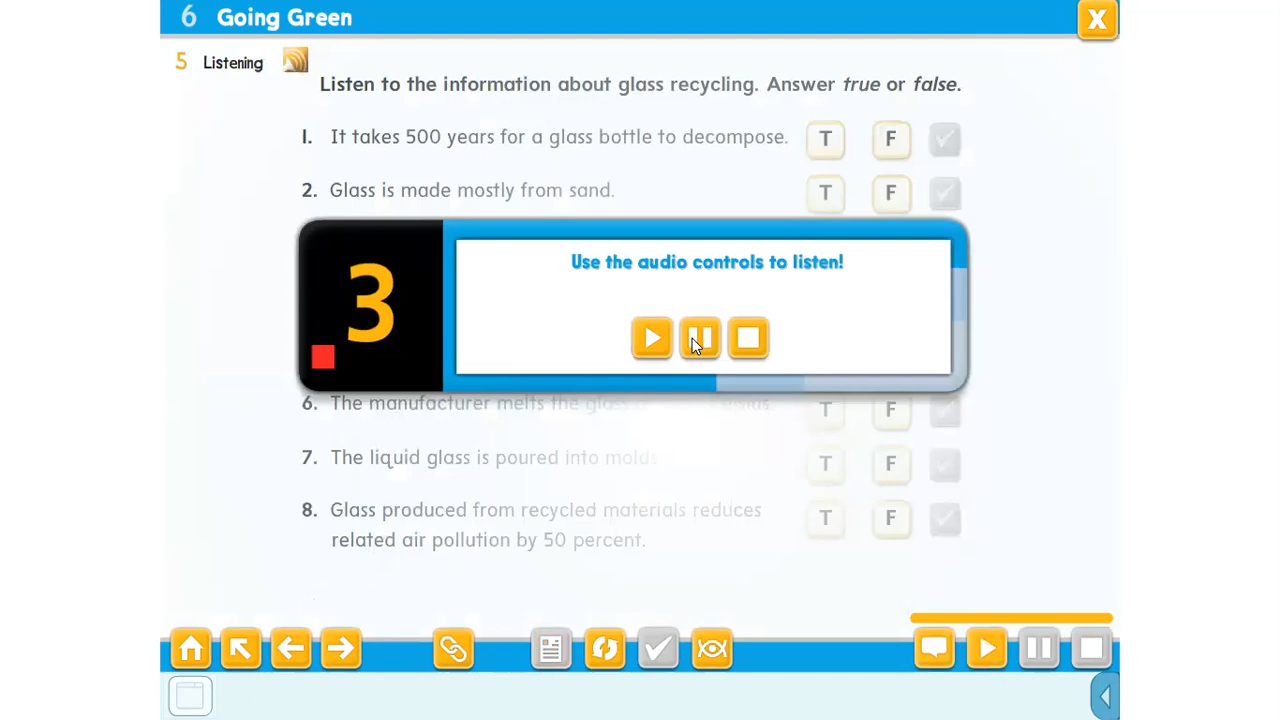 6 Going Green
X
5 Listening
Listen to the information about glass recycling. Answer true or false.
1. It takes 500 years for a glass bottle to decompose. T F
2. Glass is made mostly from sand. T F
3
Use the audio controls to listen!
6. The manufacturer melts the T F
7. The liquid glass is poured into molds T F
8. Glass produced from recycled materials reduces T F
related air pollution by 50 percent.